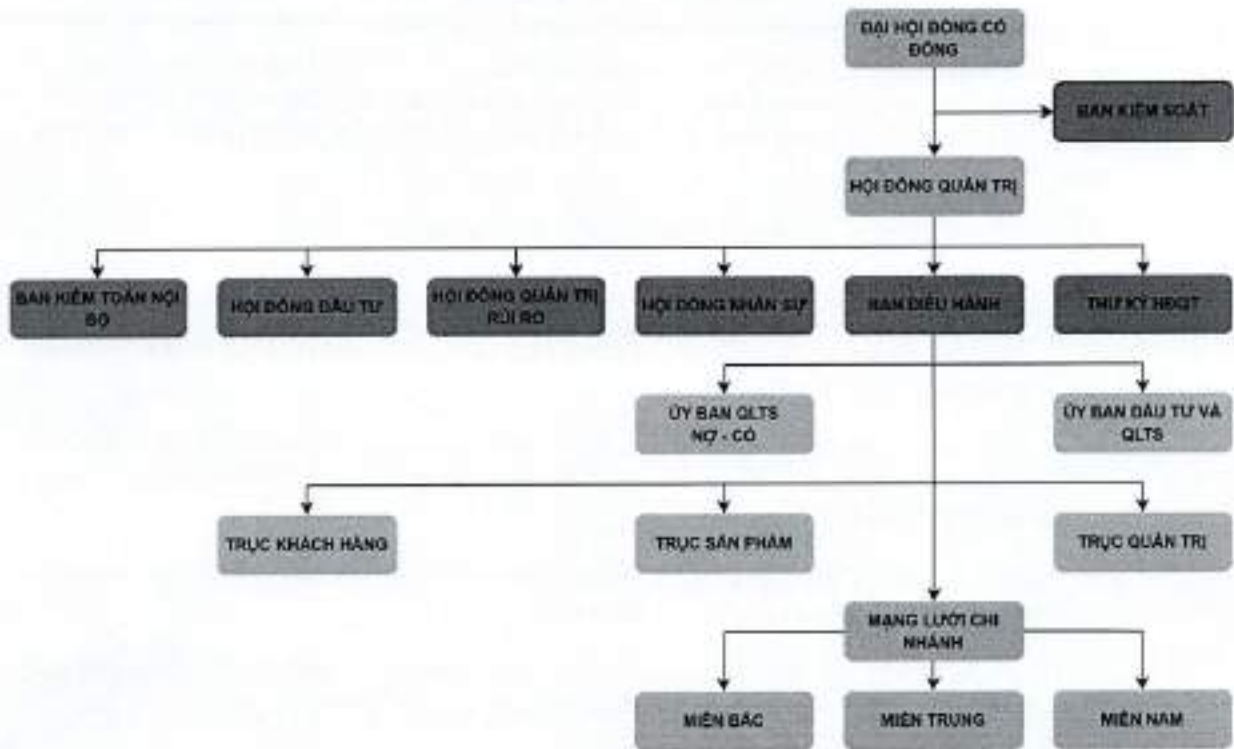 ĐẠI HỘI ĐỒNG CỔ
ĐÔNG
BAN KIỂM SOÁT
HỘI ĐỒNG QUẢN TRỊ
BAN KIỂM TOÁN NỘI
BỘ
HỘI ĐỒNG ĐẦU TƯ
HỘI ĐỒNG QUẢN TRỊ
RỦI RO
HỘI ĐỒNG NHÂN SỰ
BAN ĐIỀU HÀNH
THƯ KÝ HĐQT
ỦY BAN QLTS
NỢ - CÓ
ỦY BAN ĐẦU TƯ VÀ
QLTS
TRỤC KHÁCH HÀNG
TRỤC SẢN PHẨM
TRỤC QUẢN TRỊ
MẠNG LƯỚI CHI
NHÁNH
MIỀN BẮC
MIỀN TRUNG
MIỀN NAM